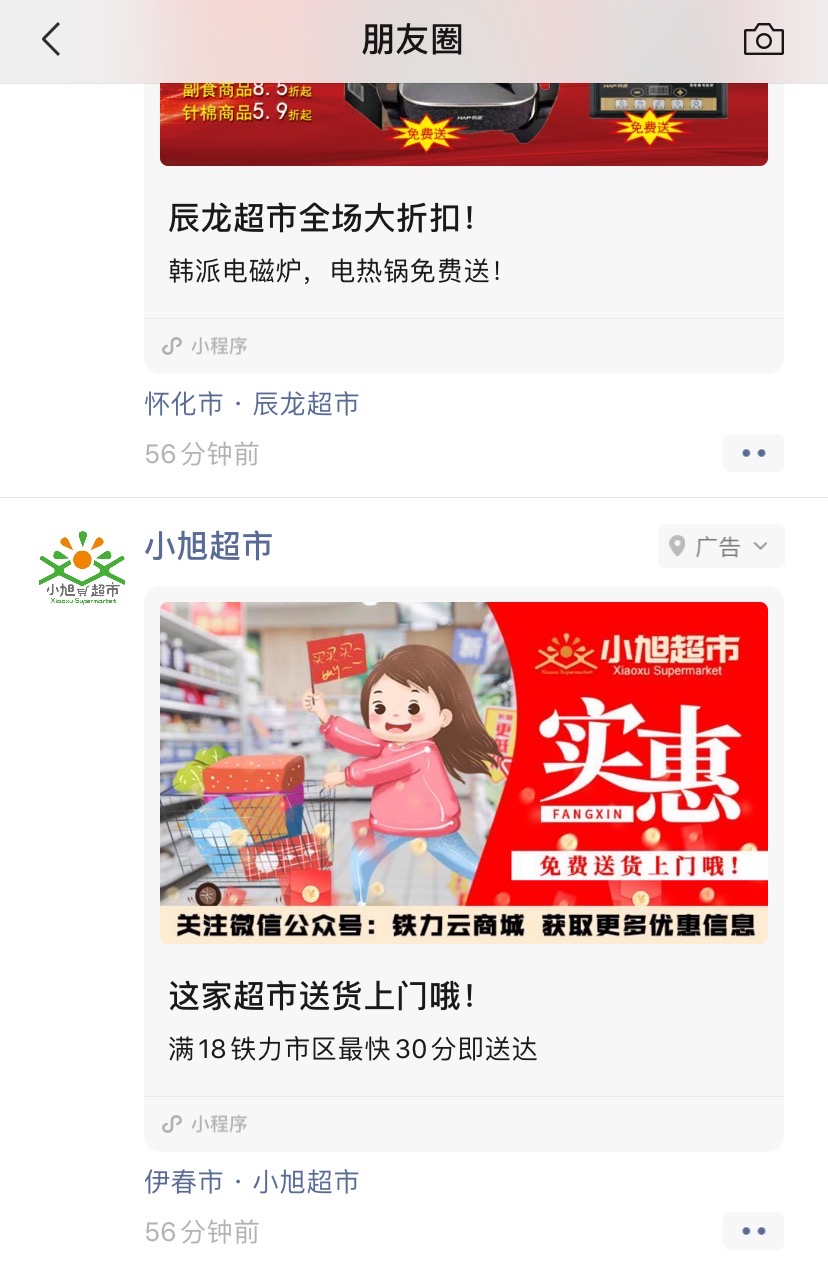 朋友圈
副食商品8.5折起
针棉商品5.9折起
免费送
免费送
辰龙超市全场大折扣！
韩派电磁炉，电热锅免费送！
小程序
怀化市·辰龙超市
56分钟前
小旭超市
广告
小旭超市
Xiaoxu Supermarket
买买买~
buy~~
新
更低
小旭超市
Xiaoxu Supermarket
实惠
FANGXIN
免费送货上门哦！
关注微信公众号：铁力云商城 获取更多优惠信息
这家超市送货上门哦！
满18铁力市区最快30分即送达
小程序
伊春市·小旭超市
56分钟前